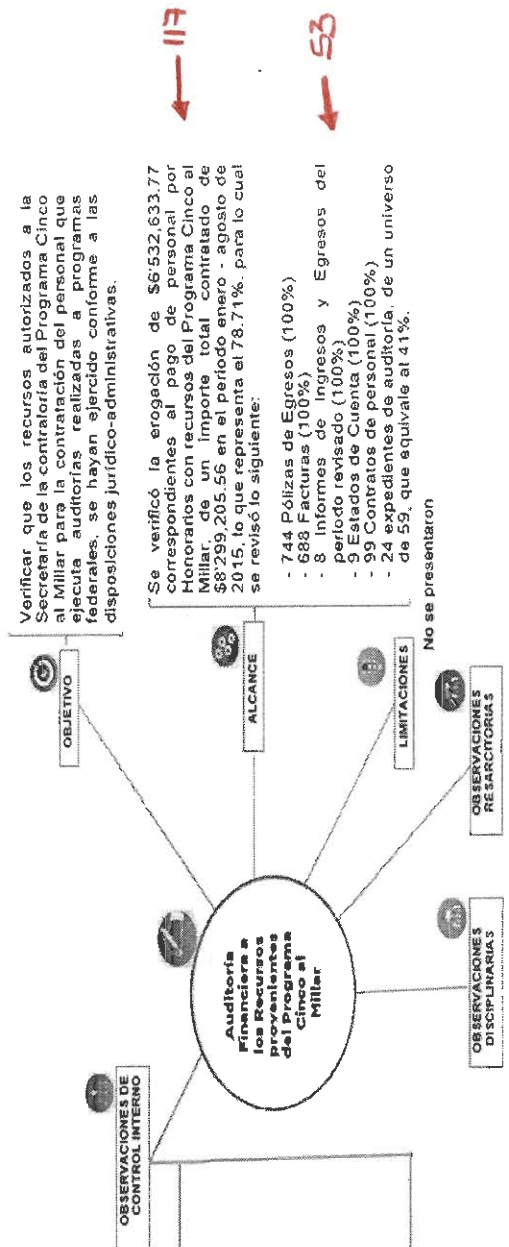 Verificar que los recursos autorizados a la
Secretaría de la contraloría del Programa Cinco
al Millar para la contratación del personal que
ejecuta auditorías realizadas a programas
federales, se hayan ejercido conforme a las
disposiciones jurídico-administrativas.
OBJETIVO
Se verificó la erogación de $6'532,633.77
correspondientes al pago de personal por
Honorarios con recursos del Programa Cinco al
Millar, de un importe total contratado de
$8'299,205.56 en el período enero - agosto de
2015, lo que representa el 78.71%, para lo cual
se revisó lo siguiente:
117
ALCANCE
- 744 Pólizas de Egresos (100%)
- 688 Facturas (100%)
- 8 Informes de Ingresos y Egresos del
período revisado (100%)
- 9 Estados de Cuenta (100%)
- 99 Contratos de personal (100%)
- 24 expedientes de auditoría, de un universo
de 59, que equivale al 41%.
53
LIMITACIONES
No se presentaron
Auditoría
Financiera a
los Recursos
provenientes
del Programa
Cinco al
Millar
OBSERVACIONES DE
CONTROL INTERNO
OBSERVACIONES
DISCIPLINARIAS
OBSERVACIONES
RESARCITORIAS